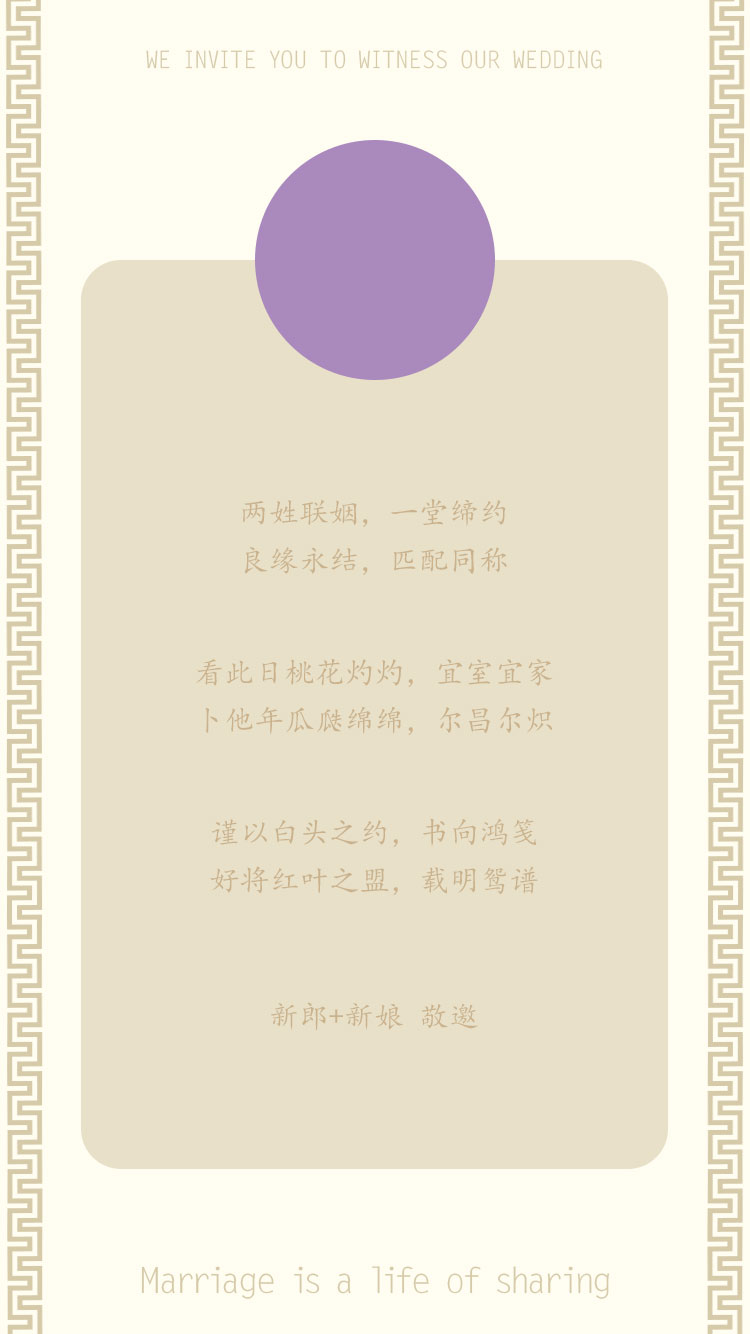 WE INVITE YOU TO WITNESS OUR WEDDING
两姓联姻，一堂缔约
良缘永结，匹配同称
看此日桃花灼灼，宜室宜家
卜他年瓜瓞绵绵，尔昌尔炽
谨以白头之约，书向鸿笺
好将红叶之盟，载明鸳谱
新郎+新娘 敬邀
Marriage is a life of sharing